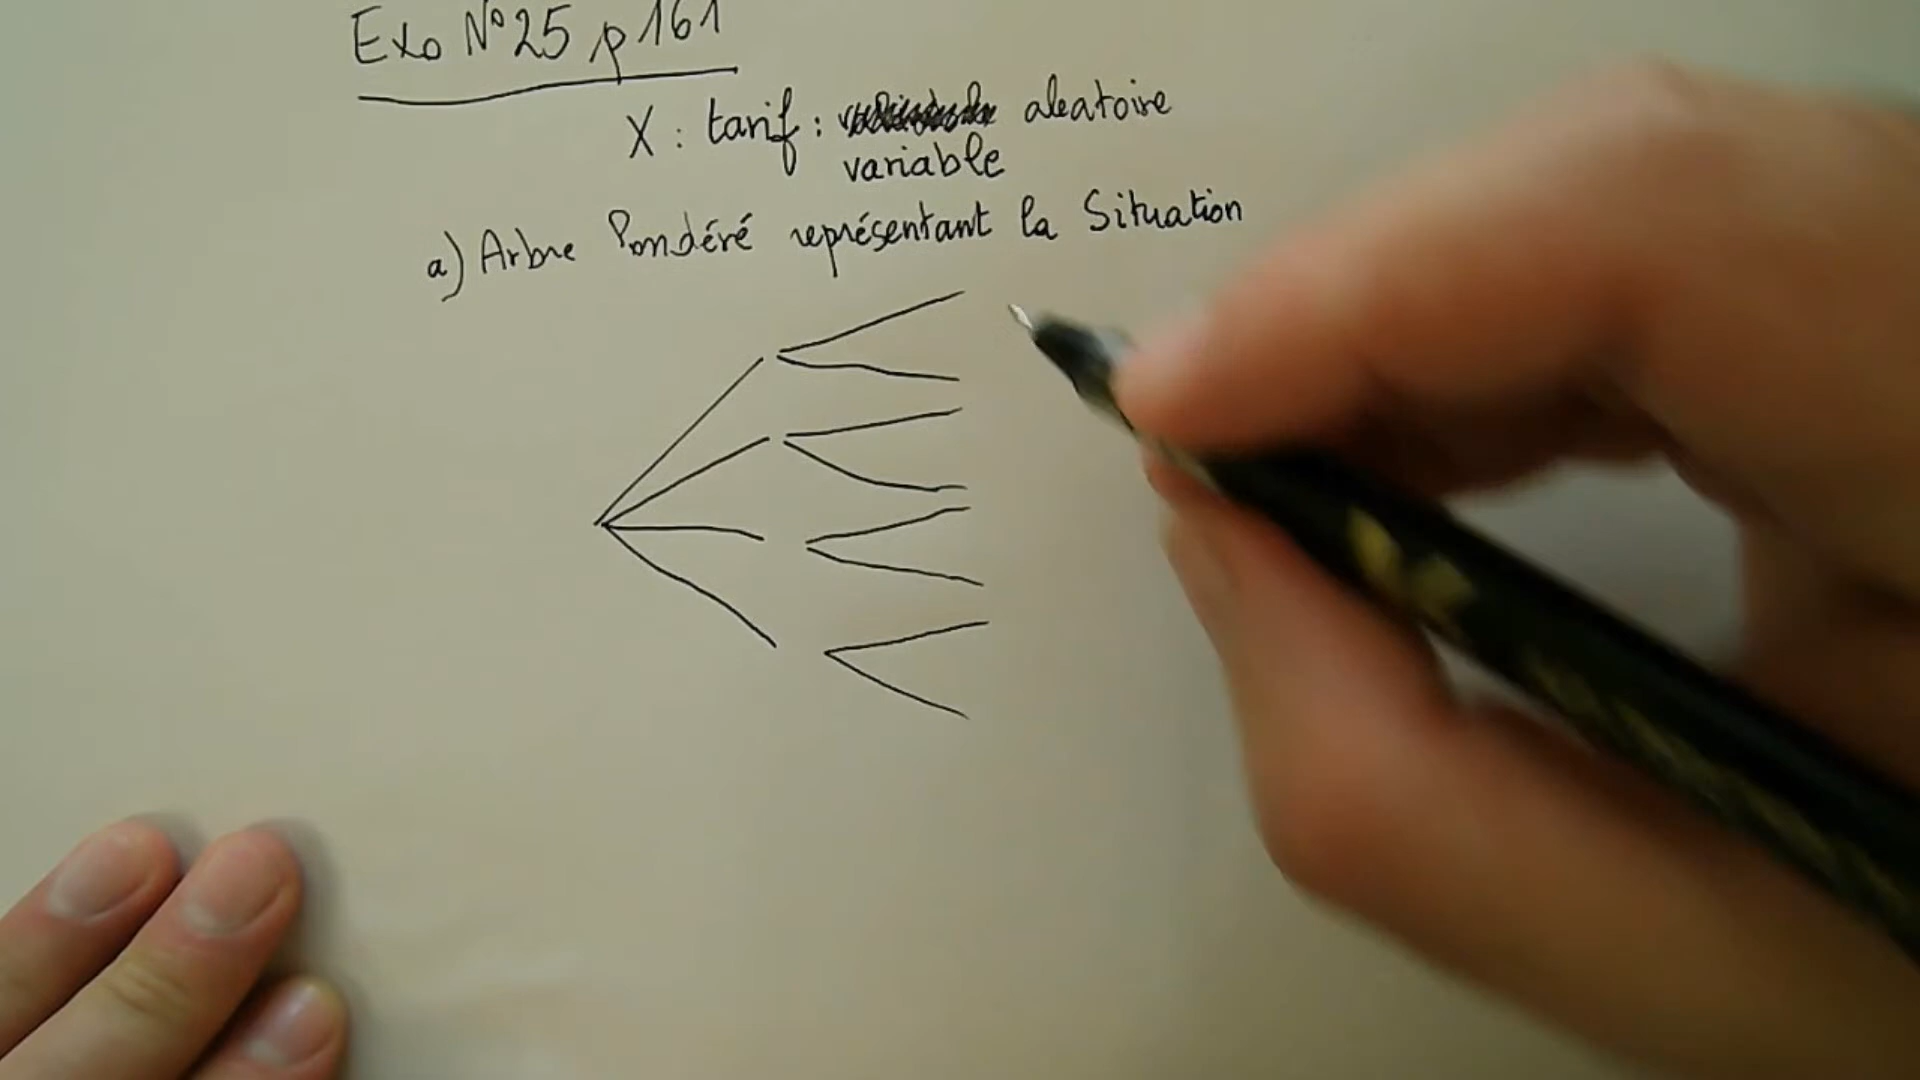 Exo N°25 p 161
X : tarif : aleatoire
variable
a) Arbre Pondéré représentant la Situation